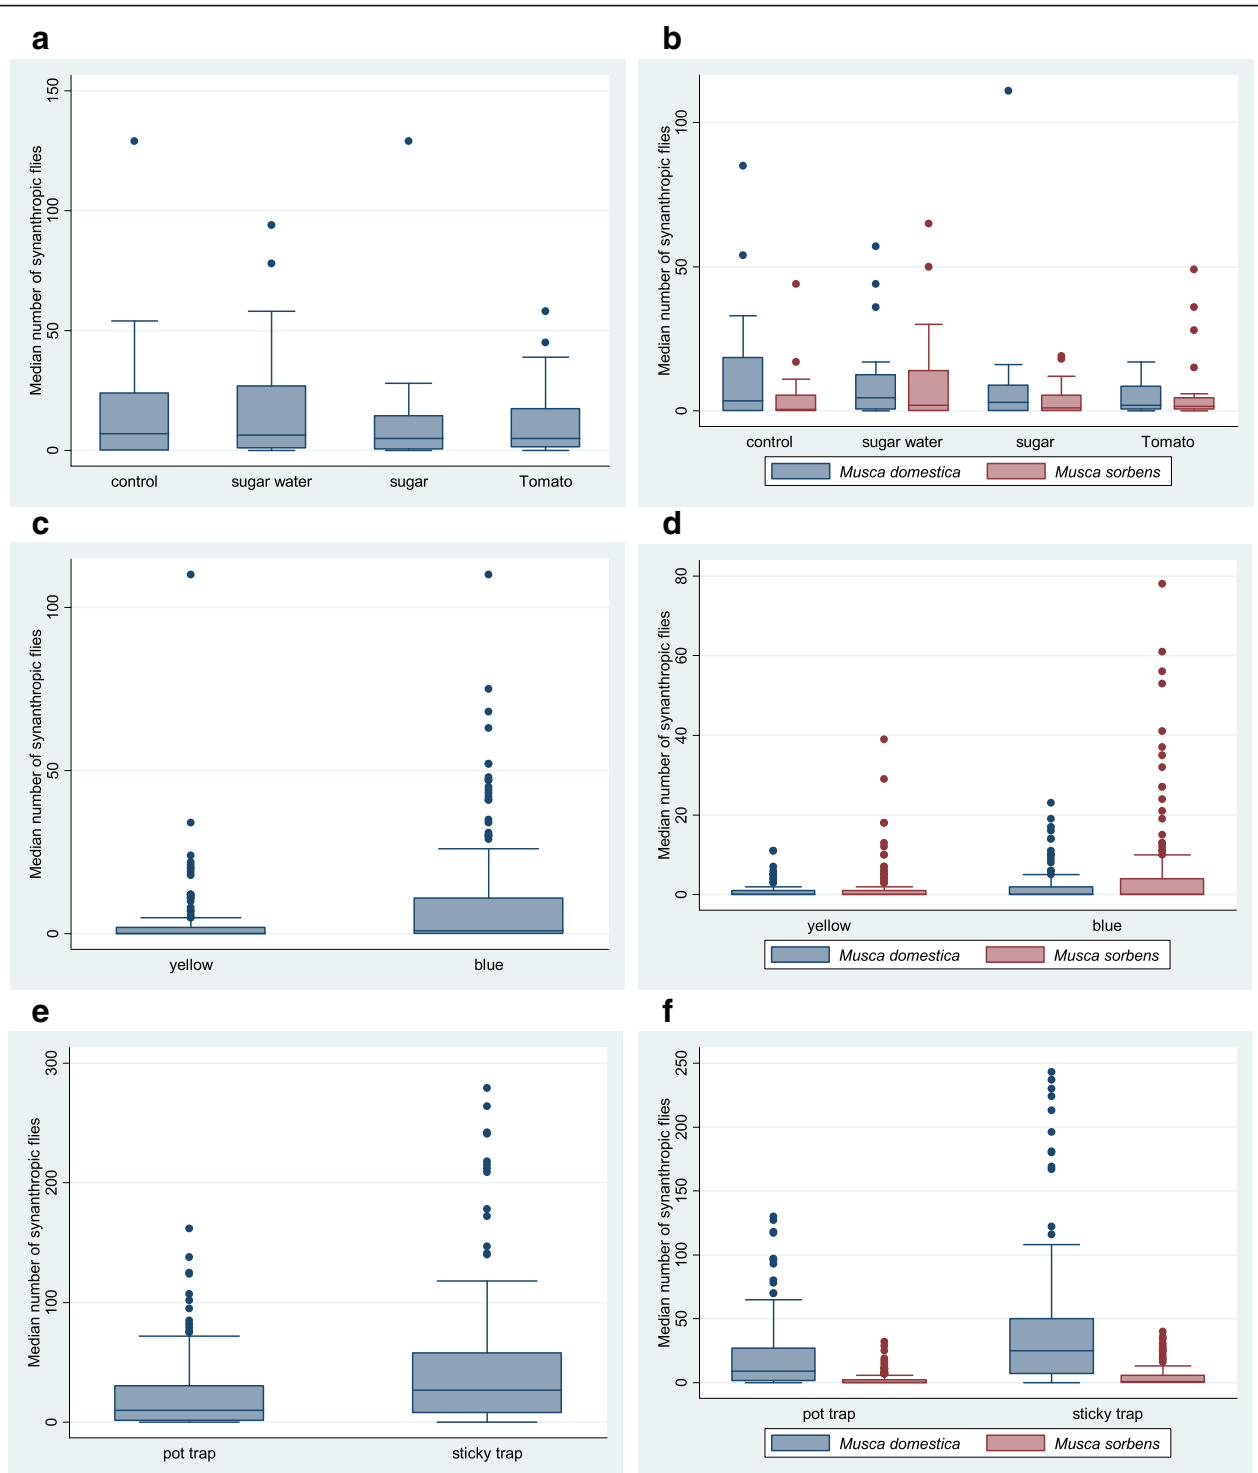 a
Median number of synanthropic flies
150
100
50
0
control sugar water sugar Tomato
b
Median number of synanthropic flies
100
50
0
control sugar water sugar Tomato
Musca domestica Musca sorbens
c
Median number of synanthropic flies
100
50
0
yellow blue
d
Median number of synanthropic flies
80
60
40
20
0
yellow blue
Musca domestica Musca sorbens
e
Median number of synanthropic flies
300
200
100
0
pot trap sticky trap
f
Median number of synanthropic flies
250
200
150
100
50
0
pot trap sticky trap
Musca domestica Musca sorbens